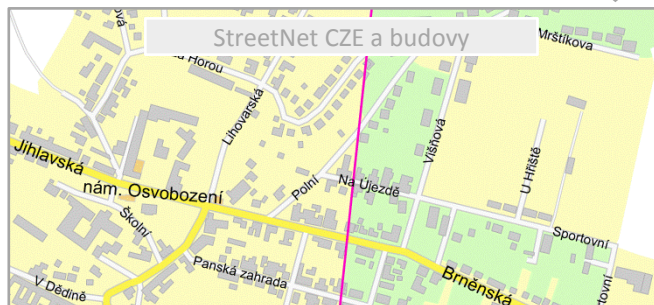 StreetNet CZE a budovy
Mrštíkova
Horou
Lihovarská
Višňová
Jihlavská
nám. Osvobození
Polní
Na Újezdě
U Hřiště
Školní
Sportovní
Panská zahrada
Brněnská
V Dědině